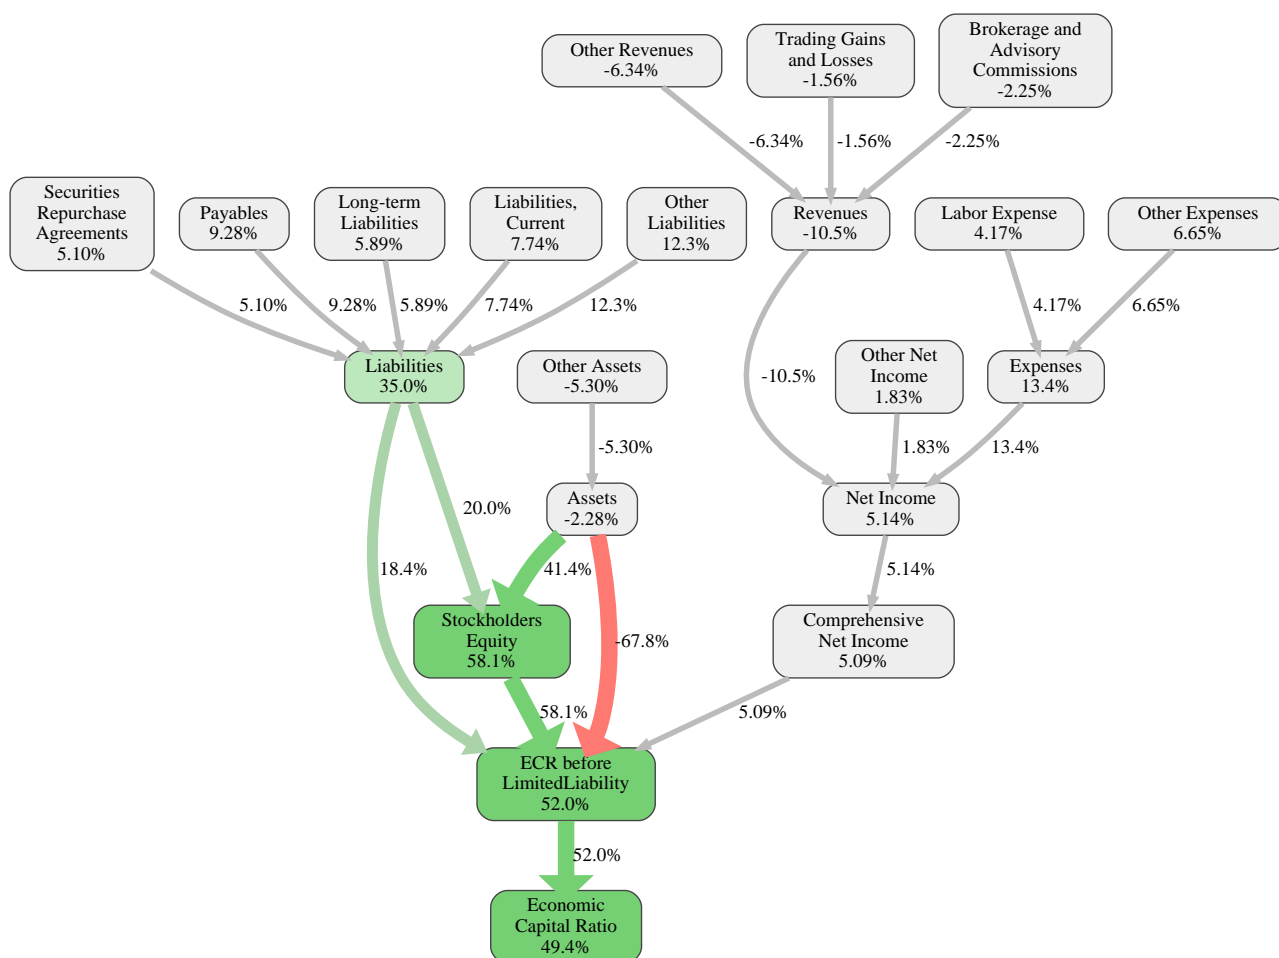 Other Revenues
-6.34%
Trading Gains
and Losses
-1.56%
Brokerage and
Advisory
Commissions
-2.25%
-6.34%
-1.56%
-2.25%
Securities
Repurchase
Agreements
5.10%
Payables
9.28%
Long-term
Liabilities
5.89%
Liabilities,
Current
7.74%
Other
Liabilities
12.3%
Revenues
-10.5%
Labor Expense
4.17%
Other Expenses
6.65%
5.10%
9.28%
5.89%
7.74%
12.3%
4.17%
6.65%
Liabilities
35.0%
Other Assets
-5.30%
-10.5%
Other Net
Income
1.83%
Expenses
13.4%
-5.30%
1.83%
13.4%
Assets
-2.28%
Net Income
5.14%
20.0%
18.4%
41.4%
5.14%
Stockholders
Equity
58.1%
-67.8%
Comprehensive
Net Income
5.09%
58.1%
5.09%
ECR before
LimitedLiability
52.0%
52.0%
Economic
Capital Ratio
49.4%